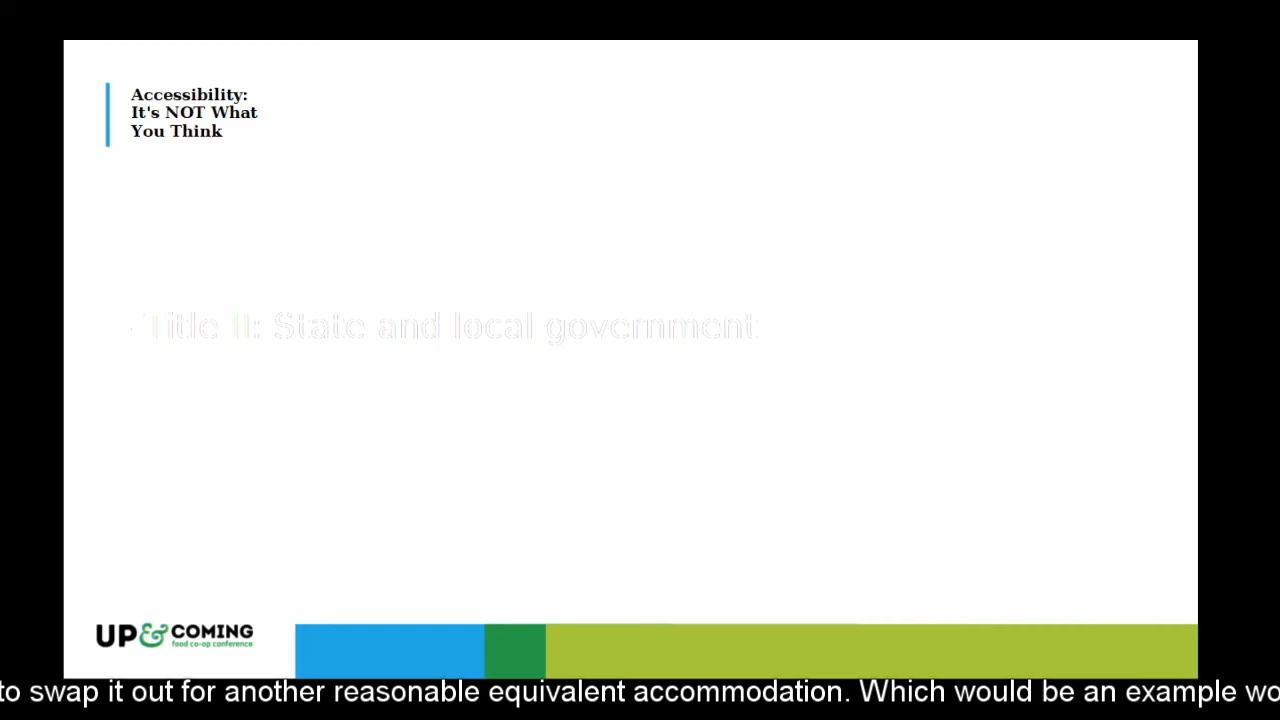 Accessibility:
It's NOT What
You Think
· Title II: State and local government
UP & COMING
food co-op conference
to swap it out for another reasonable equivalent accommodation. Which would be an example wo